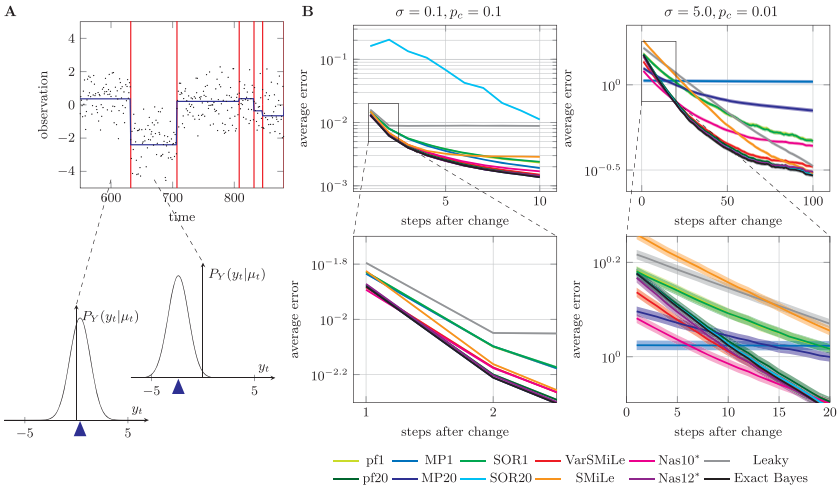 A
B
σ = 0.1, p_c = 0.1
σ = 5.0, p_c = 0.01
observation
4
2
0
−2
−4
600
700
800
time
P_Y(y_t|μ_t)
−5
5
y_t
P_Y(y_t|μ_t)
−5
5
y_t
average error
10^−1
10^−2
10^−3
5
10
steps after change
average error
10^0
10^−0.5
0
50
100
steps after change
average error
10^−1.8
10^−2
10^−2.2
1
2
steps after change
average error
10^0.2
10^0
0
5
10
15
20
steps after change
pf1 MP1 SOR1 VarSMiLe Nas10* Leaky
pf20 MP20 SOR20 SMiLe Nas12* Exact Bayes